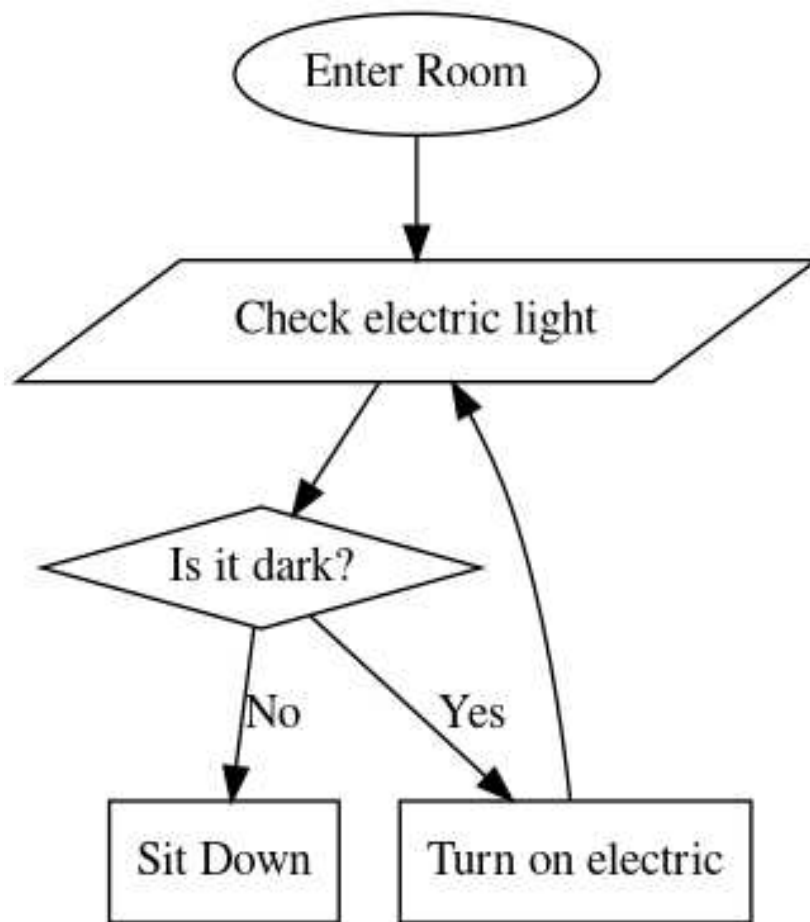 Enter Room
Check electric light
Is it dark?
No
Yes
Sit Down
Turn on electric